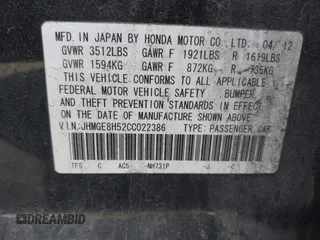 MFD. IN JAPAN BY HONDA MOTOR CO., LTD. 04/12
GVWR 3512LBS GAWR F 1921LBS R 1619LBS
GVWR 1594KG GAWR F 872KG R 735KG
THIS VEHICLE CONFORMS TO ALL APPLICABLE
FEDERAL MOTOR VEHICLE SAFETY BUMPER AND
THEFT PREVENTION STANDARDS IN EFFECT ON
THE DATE OF MANUFACTURE SHOWN ABOVE.
V.I.N.:JHMGE8H52CC022386 TYPE: PASSENGER CAR
TF5 C AC5 NH731P
BIDARDWID